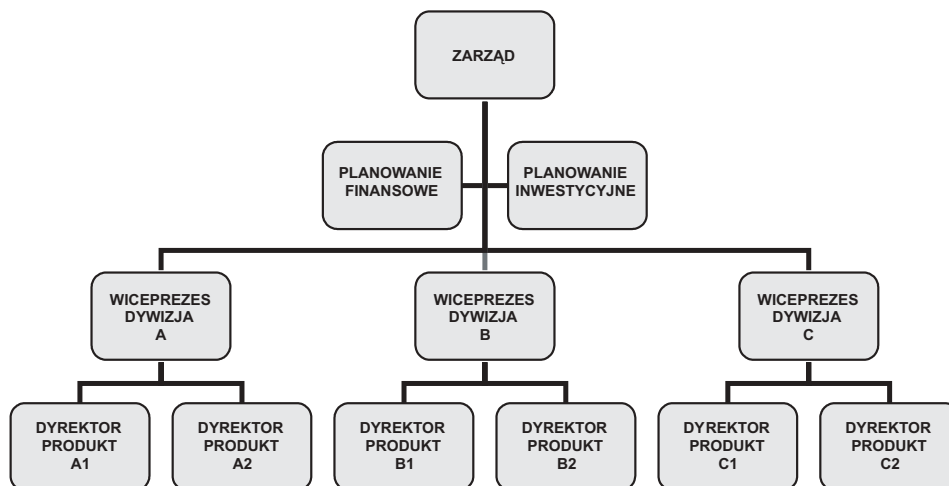 ZARZĄD
PLANOWANIE
FINANSOWE
PLANOWANIE
INWESTYCYJNE
WICEPREZES
DYWIZJA
A
WICEPREZES
DYWIZJA
B
WICEPREZES
DYWIZJA
C
DYREKTOR
PRODUKT
A1
DYREKTOR
PRODUKT
A2
DYREKTOR
PRODUKT
B1
DYREKTOR
PRODUKT
B2
DYREKTOR
PRODUKT
C1
DYREKTOR
PRODUKT
C2